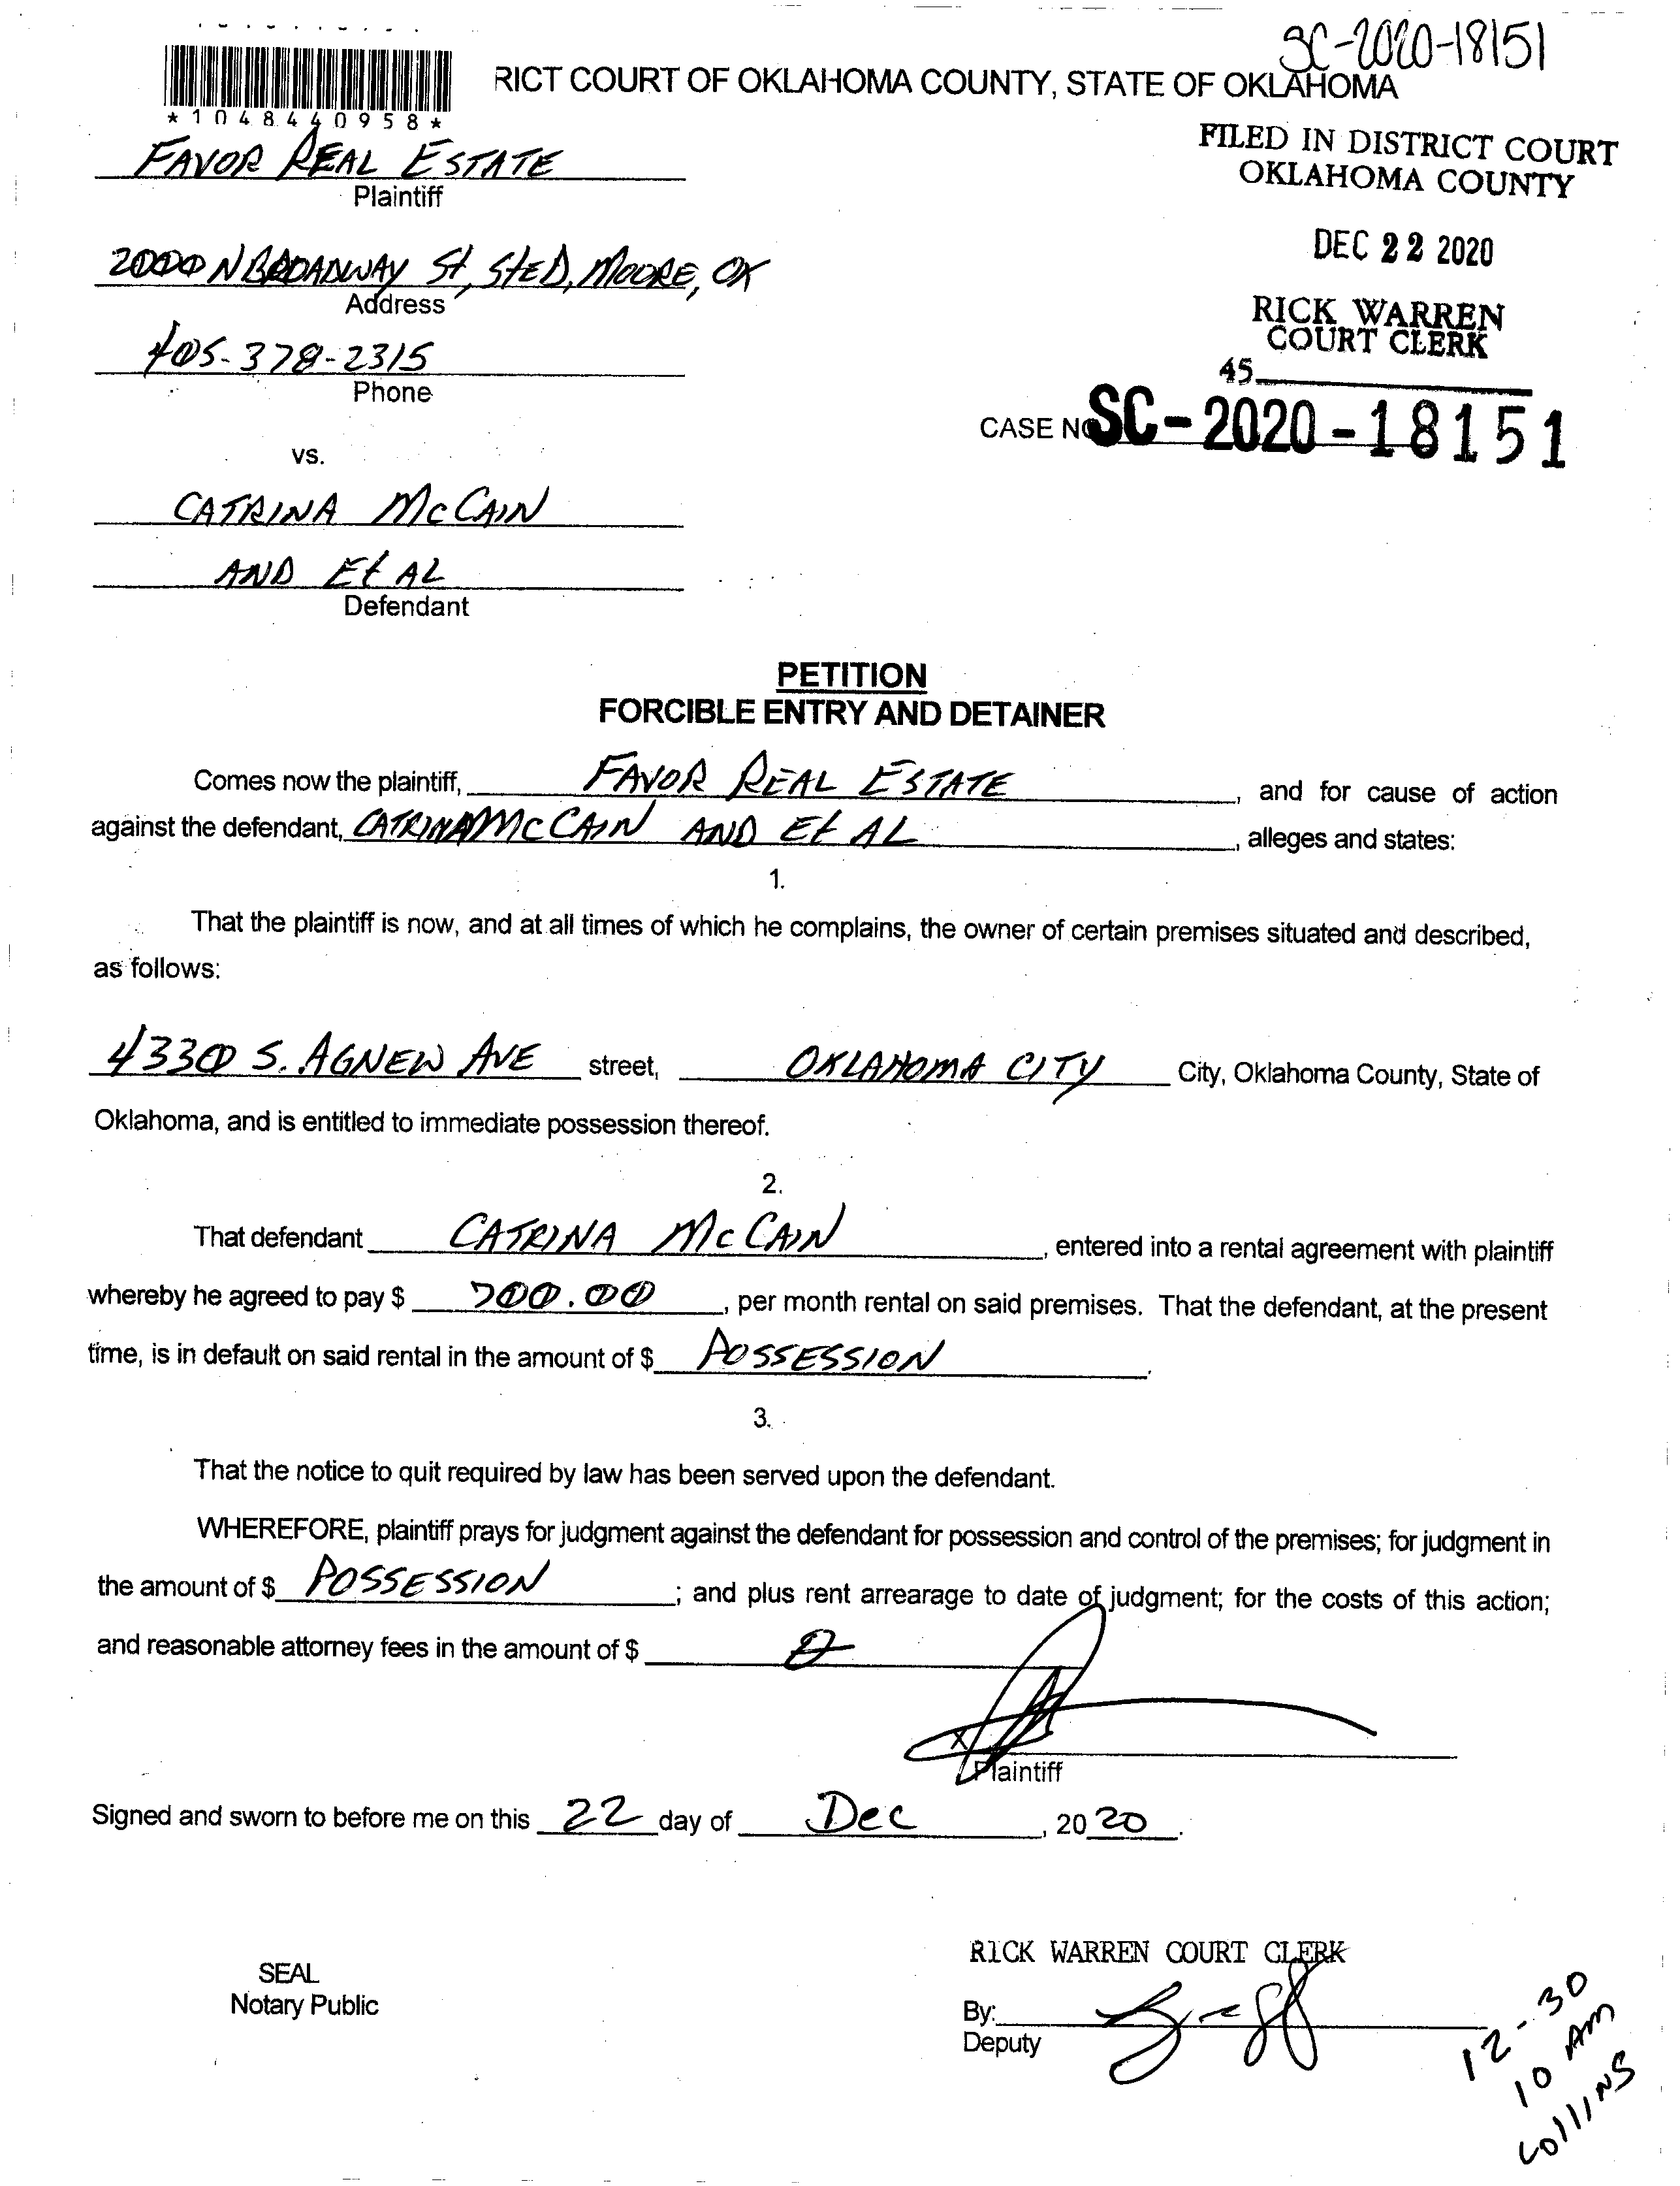 SC-2020-18151
RICT COURT OF OKLAHOMA COUNTY, STATE OF OKLAHOMA
*1048440958*
FILED IN DISTRICT COURT
OKLAHOMA COUNTY
FAVOR REAL ESTATE
Plaintiff
DEC 22 2020
2000 N BROADWAY St, SteD, MOORE, OK
Address
RICK WARREN
COURT CLERK
405-378-2315
Phone
45
CASE NO SC-2020-18151
vs.
CATRINA McCAIN
AND Et AL
Defendant
PETITION
FORCIBLE ENTRY AND DETAINER
Comes now the plaintiff, FAVOR REAL ESTATE, and for cause of action
against the defendant, CATRINA McCAIN AND Et AL, alleges and states:
1.
That the plaintiff is now, and at all times of which he complains, the owner of certain premises situated and described,
as follows:
4330 S. AGNEW AVE street, OKLAHOMA CITY City, Oklahoma County, State of
Oklahoma, and is entitled to immediate possession thereof.
2.
That defendant CATRINA McCAIN, entered into a rental agreement with plaintiff
whereby he agreed to pay $ 700.00, per month rental on said premises. That the defendant, at the present
time, is in default on said rental in the amount of $ POSSESSION.
3.
That the notice to quit required by law has been served upon the defendant.
WHEREFORE, plaintiff prays for judgment against the defendant for possession and control of the premises; for judgment in
the amount of $ POSSESSION; and plus rent arrearage to date of judgment; for the costs of this action;
and reasonable attorney fees in the amount of $
X
Plaintiff
Signed and sworn to before me on this 22 day of Dec, 2020.
RICK WARREN COURT CLERK
SEAL
Notary Public
By:
Deputy
12-30
10 AM
COllINS